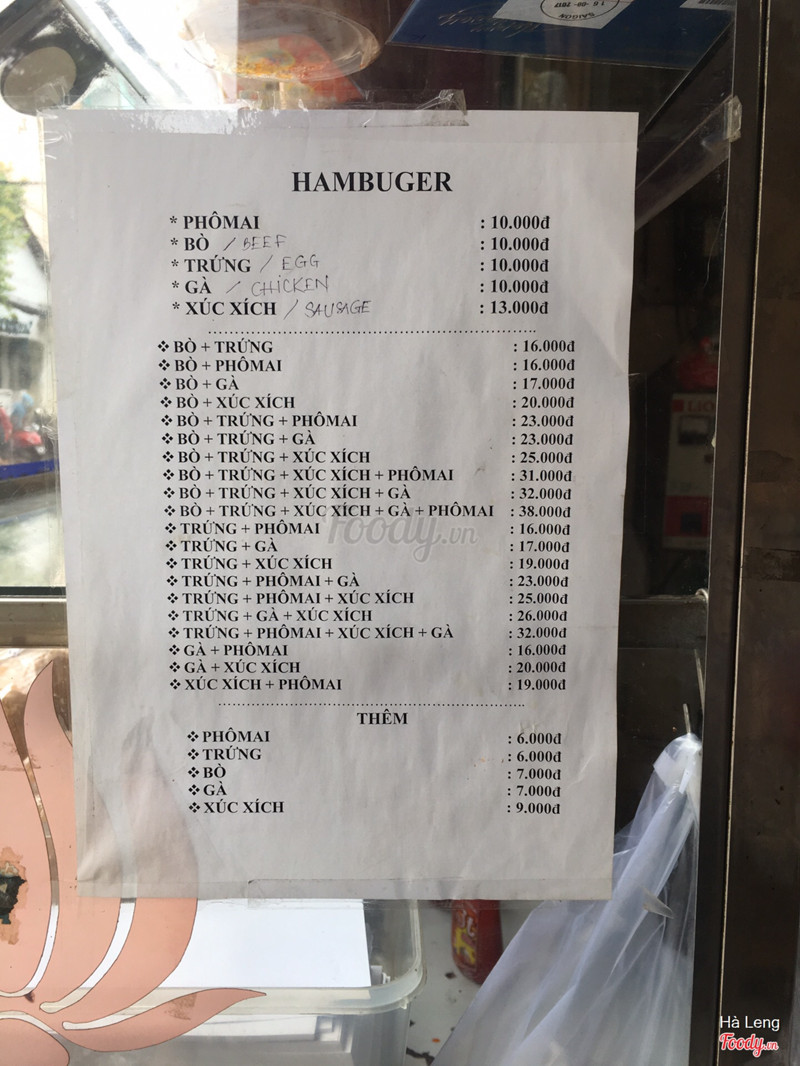 SAIGON
HAMBUGER
* PHÔMAI : 10.000đ
* BÒ / BEEF : 10.000đ
* TRỨNG / EGG : 10.000đ
* GÀ / CHICKEN : 10.000đ
* XÚC XÍCH / SAUSAGE : 13.000đ
❖ BÒ + TRỨNG : 16.000đ
❖ BÒ + PHÔMAI : 16.000đ
❖ BÒ + GÀ : 17.000đ
❖ BÒ + XÚC XÍCH : 20.000đ
❖ BÒ + TRỨNG + PHÔMAI : 23.000đ
❖ BÒ + TRỨNG + GÀ : 23.000đ
❖ BÒ + TRỨNG + XÚC XÍCH : 25.000đ
❖ BÒ + TRỨNG + XÚC XÍCH + PHÔMAI : 31.000đ
❖ BÒ + TRỨNG + XÚC XÍCH + GÀ : 32.000đ
❖ BÒ + TRỨNG + XÚC XÍCH + GÀ + PHÔMAI : 38.000đ
❖ TRỨNG + PHÔMAI : 16.000đ
❖ TRỨNG + GÀ : 17.000đ
❖ TRỨNG + XÚC XÍCH : 19.000đ
❖ TRỨNG + PHÔMAI + GÀ : 23.000đ
❖ TRỨNG + PHÔMAI + XÚC XÍCH : 25.000đ
❖ TRỨNG + GÀ + XÚC XÍCH : 26.000đ
❖ TRỨNG + PHÔMAI + XÚC XÍCH + GÀ : 32.000đ
❖ GÀ + PHÔMAI : 16.000đ
❖ GÀ + XÚC XÍCH : 20.000đ
❖ XÚC XÍCH + PHÔMAI : 19.000đ
THÊM
❖ PHÔMAI : 6.000đ
❖ TRỨNG : 6.000đ
❖ BÒ : 7.000đ
❖ GÀ : 7.000đ
❖ XÚC XÍCH : 9.000đ
Foody.vn
Hà Leng
Foody.vn